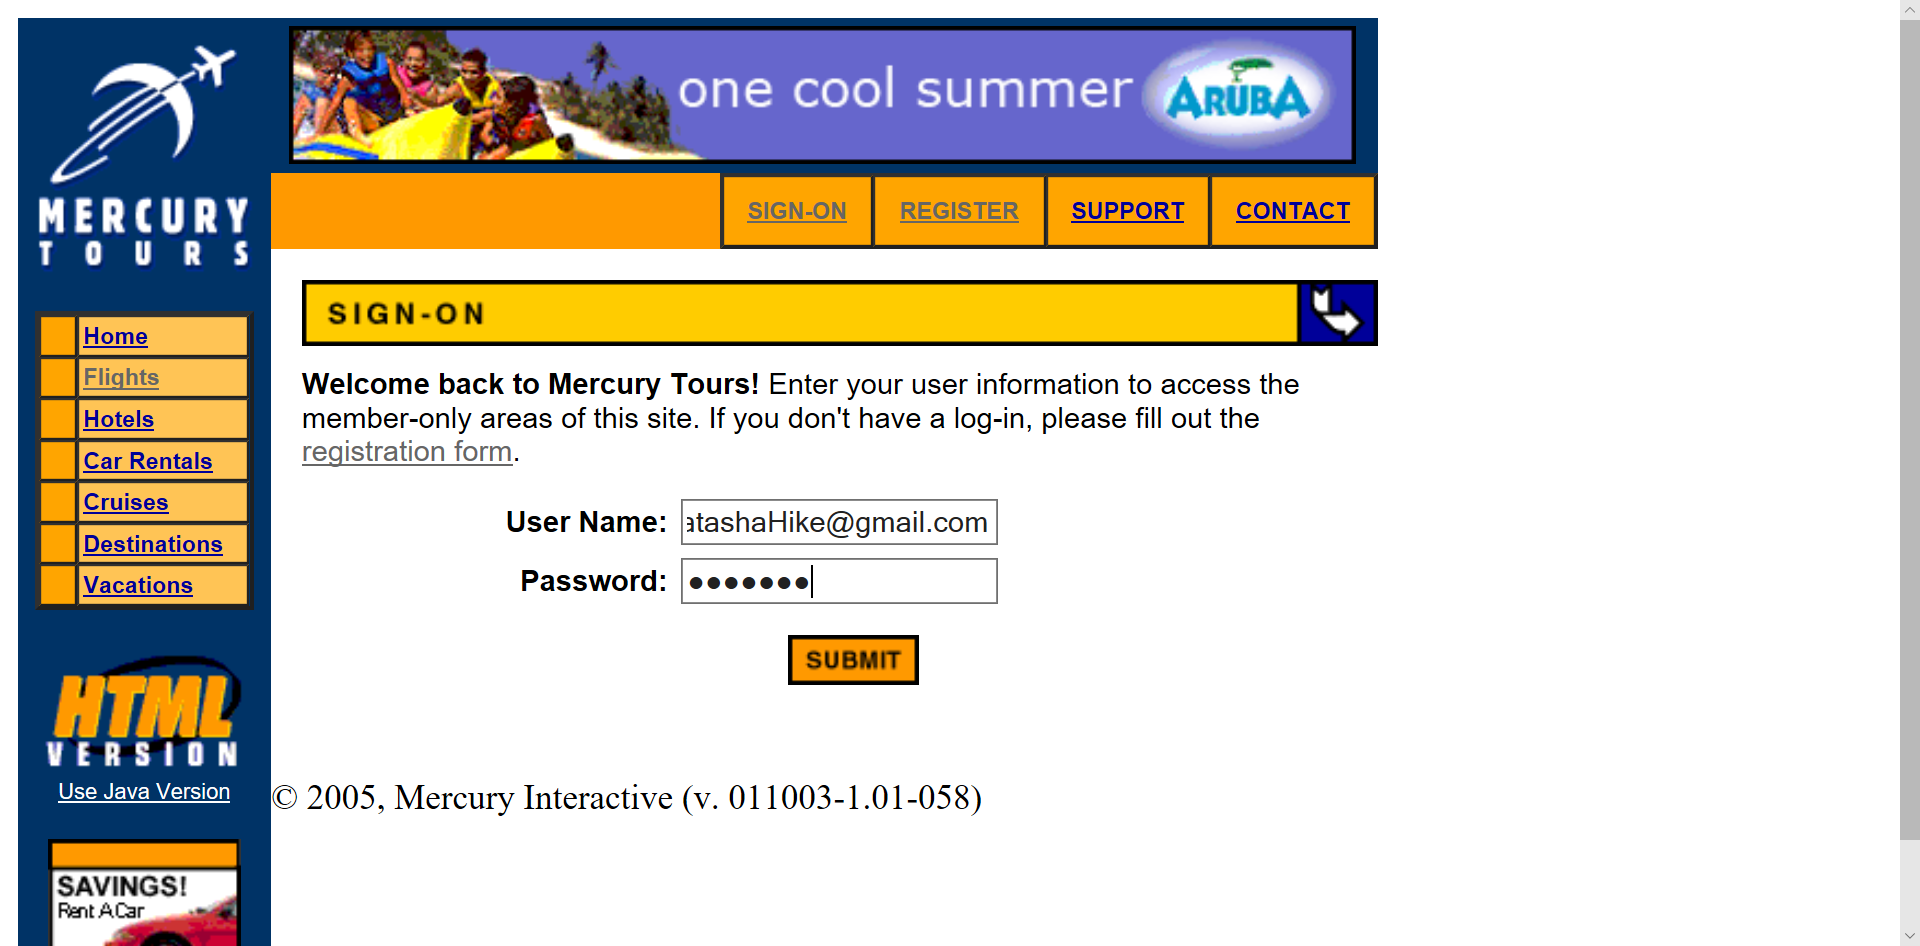 one cool summer ARUBA
MERCURY
TOURS
SIGN-ON REGISTER SUPPORT CONTACT
SIGN-ON
Home
Flights
Hotels
Car Rentals
Cruises
Destinations
Vacations
Welcome back to Mercury Tours! Enter your user information to access the
member-only areas of this site. If you don't have a log-in, please fill out the
registration form.
User Name: atashaHike@gmail.com
Password: •••••••
SUBMIT
HTML
VERSION
Use Java Version
© 2005, Mercury Interactive (v. 011003-1.01-058)
SAVINGS!
Rent A Car